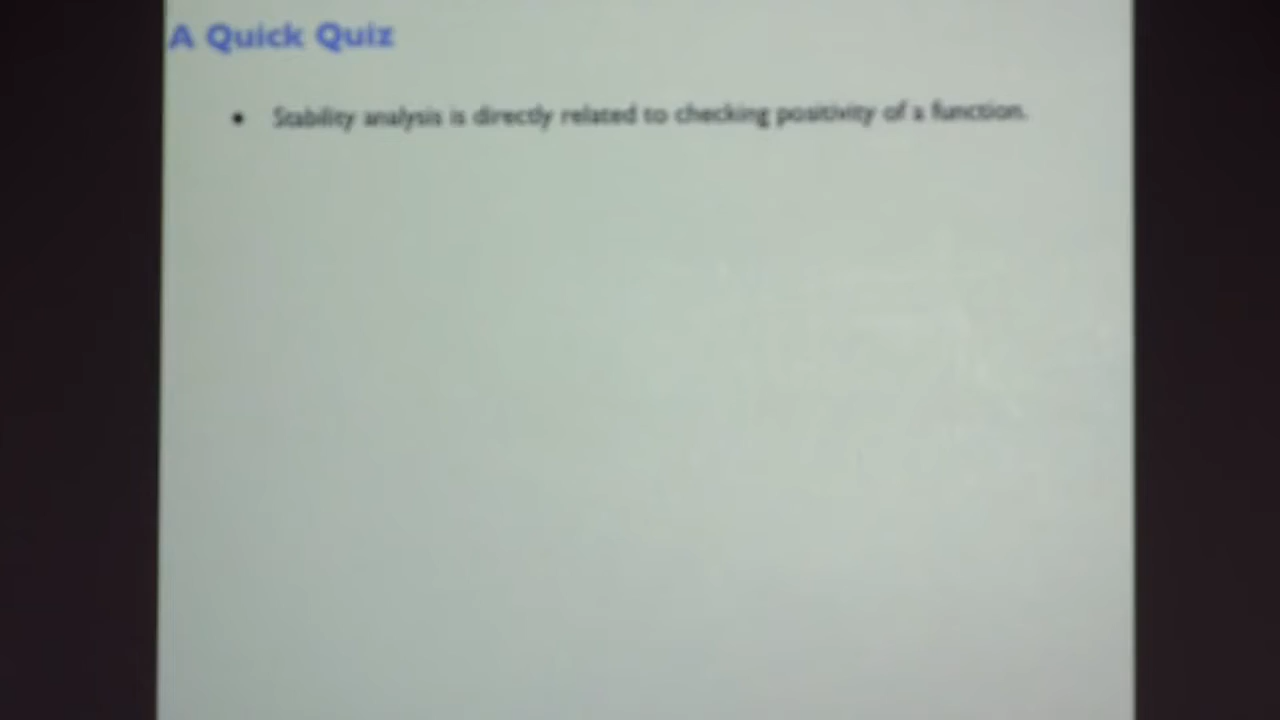 A Quick Quiz
• Stability analysis is directly related to checking positivity of a function.